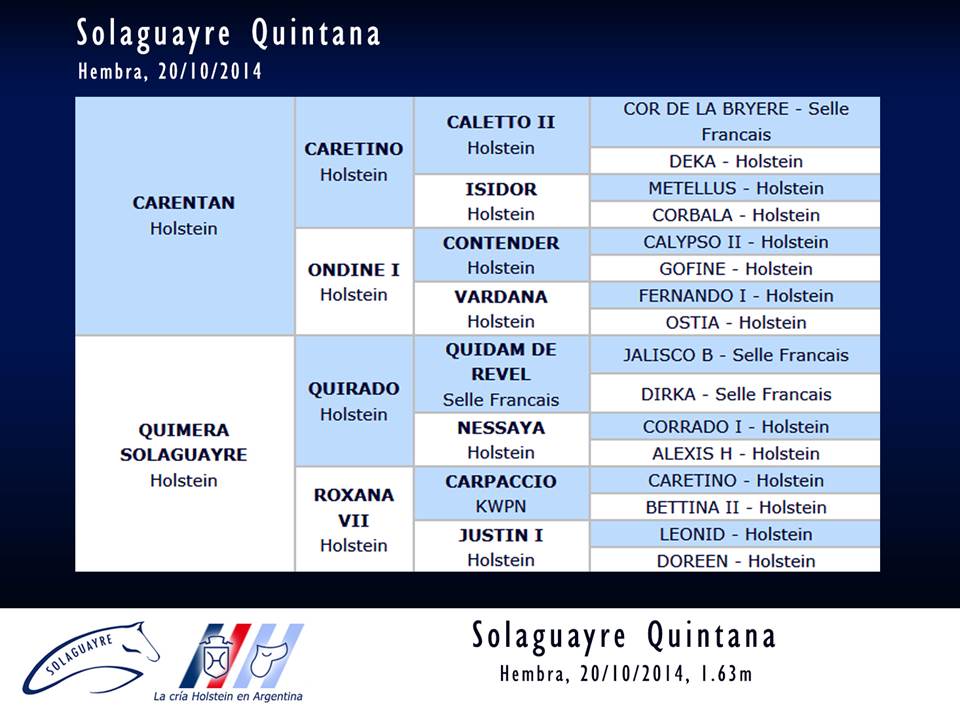 Solaguayre Quintana
Hembra, 20/10/2014
CARENTAN
Holstein
CARETINO
Holstein
CALETTO II
Holstein
COR DE LA BRYERE - Selle
Francais
DEKA - Holstein
ISIDOR
Holstein
METELLUS - Holstein
CORBALA - Holstein
ONDINE I
Holstein
CONTENDER
Holstein
CALYPSO II - Holstein
GOFINE - Holstein
VARDANA
Holstein
FERNANDO I - Holstein
OSTIA - Holstein
QUIMERA
SOLAGUAYRE
Holstein
QUIRADO
Holstein
QUIDAM DE
REVEL
Selle Francais
JALISCO B - Selle Francais
DIRKA - Selle Francais
NESSAYA
Holstein
CORRADO I - Holstein
ALEXIS H - Holstein
ROXANA
VII
Holstein
CARPACCIO
KWPN
CARETINO - Holstein
BETTINA II - Holstein
JUSTIN I
Holstein
LEONID - Holstein
DOREEN - Holstein
SOLAGUAYRE
La cría Holstein en Argentina
Solaguayre Quintana
Hembra, 20/10/2014, 1.63m